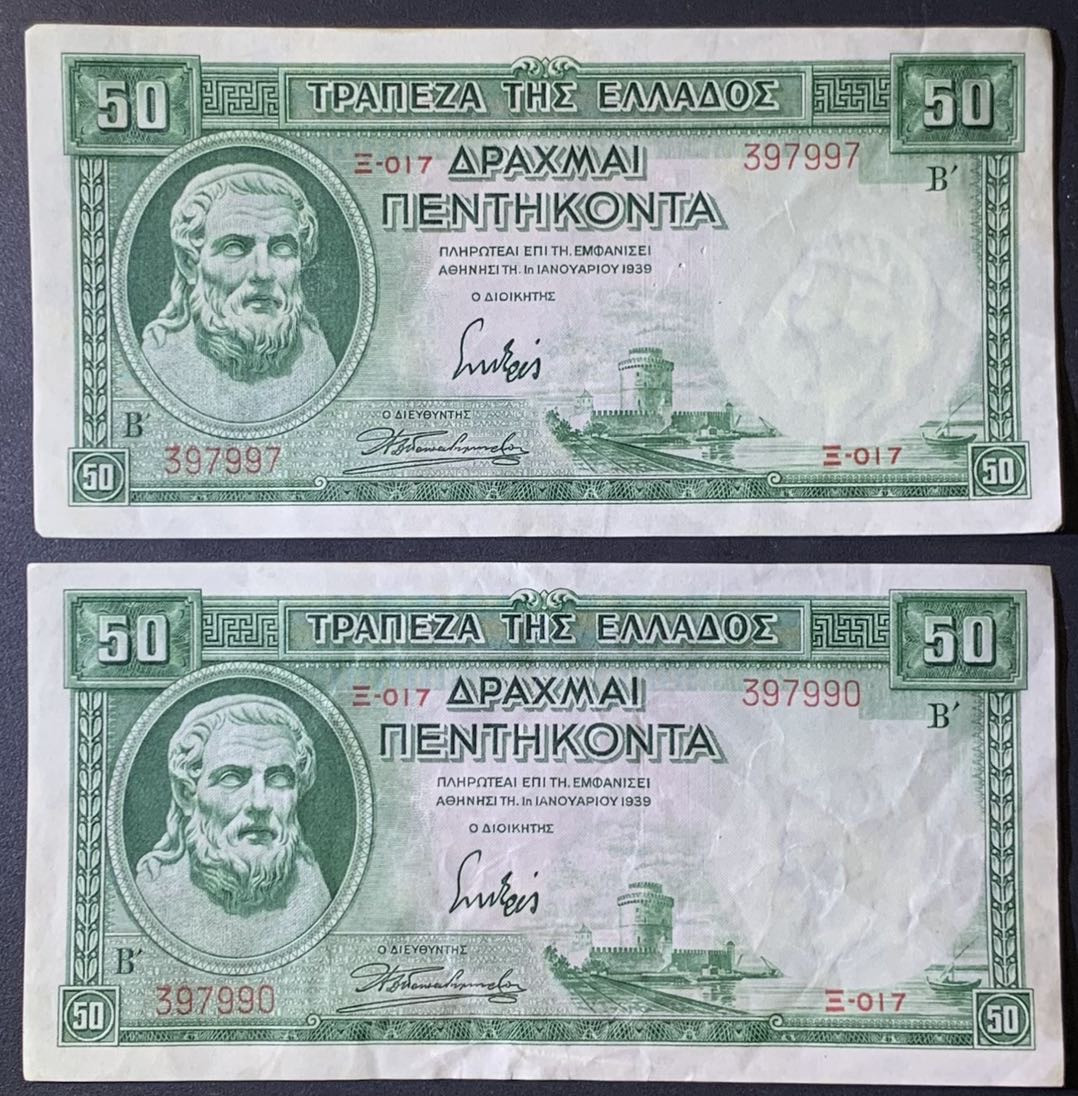 50 ΤΡΑΠΕΖΑ ΤΗΣ ΕΛΛΑΔΟΣ 50
Ξ-017 ΔΡΑΧΜΑΙ 397997
Β΄
ΠΕΝΤΗΚΟΝΤΑ
ΠΛΗΡΩΤΕΑΙ ΕΠΙ ΤΗ. ΕΜΦΑΝΙΣΕΙ
ΑΘΗΝΗΣΙ ΤΗ. 1η ΙΑΝΟΥΑΡΙΟΥ 1939
Ο ΔΙΟΙΚΗΤΗΣ
Ο ΔΙΕΥΘΥΝΤΗΣ
Β΄
397997 Ξ-017
50 50
50 ΤΡΑΠΕΖΑ ΤΗΣ ΕΛΛΑΔΟΣ 50
Ξ-017 ΔΡΑΧΜΑΙ 397990
Β΄
ΠΕΝΤΗΚΟΝΤΑ
ΠΛΗΡΩΤΕΑΙ ΕΠΙ ΤΗ. ΕΜΦΑΝΙΣΕΙ
ΑΘΗΝΗΣΙ ΤΗ. 1η ΙΑΝΟΥΑΡΙΟΥ 1939
Ο ΔΙΟΙΚΗΤΗΣ
Ο ΔΙΕΥΘΥΝΤΗΣ
Β΄
397990 Ξ-017
50 50